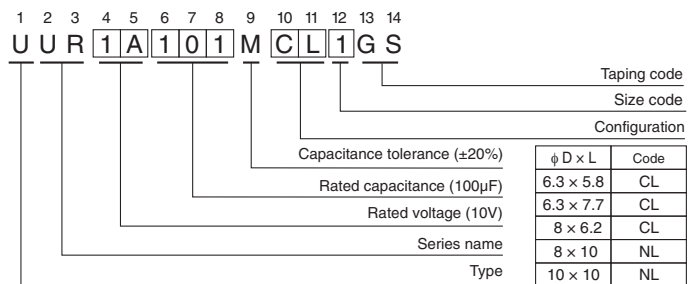 1 2 3 4 5 6 7 8 9 10 11 12 13 14
U U R 1 A 1 0 1 M C L 1 G S
Taping code
Size code
Configuration
Capacitance tolerance (±20%)
Rated capacitance (100µF)
Rated voltage (10V)
Series name
Type
ϕ D × L Code
6.3 × 5.8 CL
6.3 × 7.7 CL
8 × 6.2 CL
8 × 10 NL
10 × 10 NL